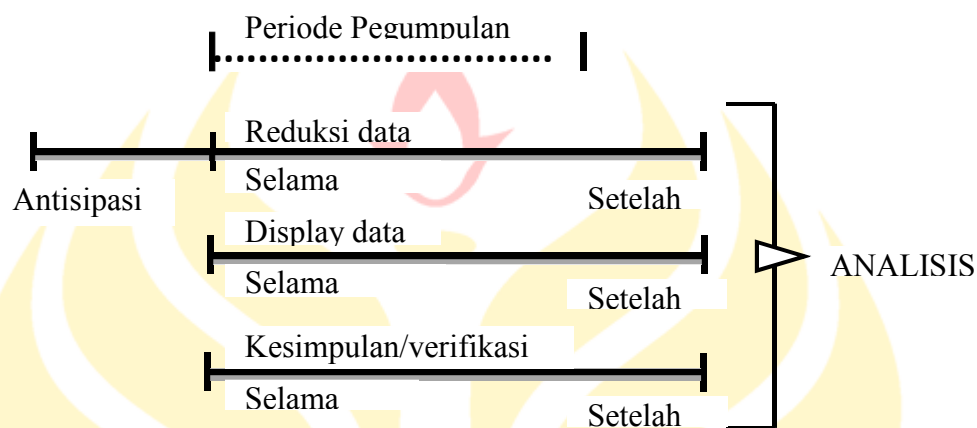 Periode Pegumpulan
Reduksi data
Selama
Antisipasi
Setelah
Display data
Selama
ANALISIS
Setelah
Kesimpulan/verifikasi
Selama
Setelah